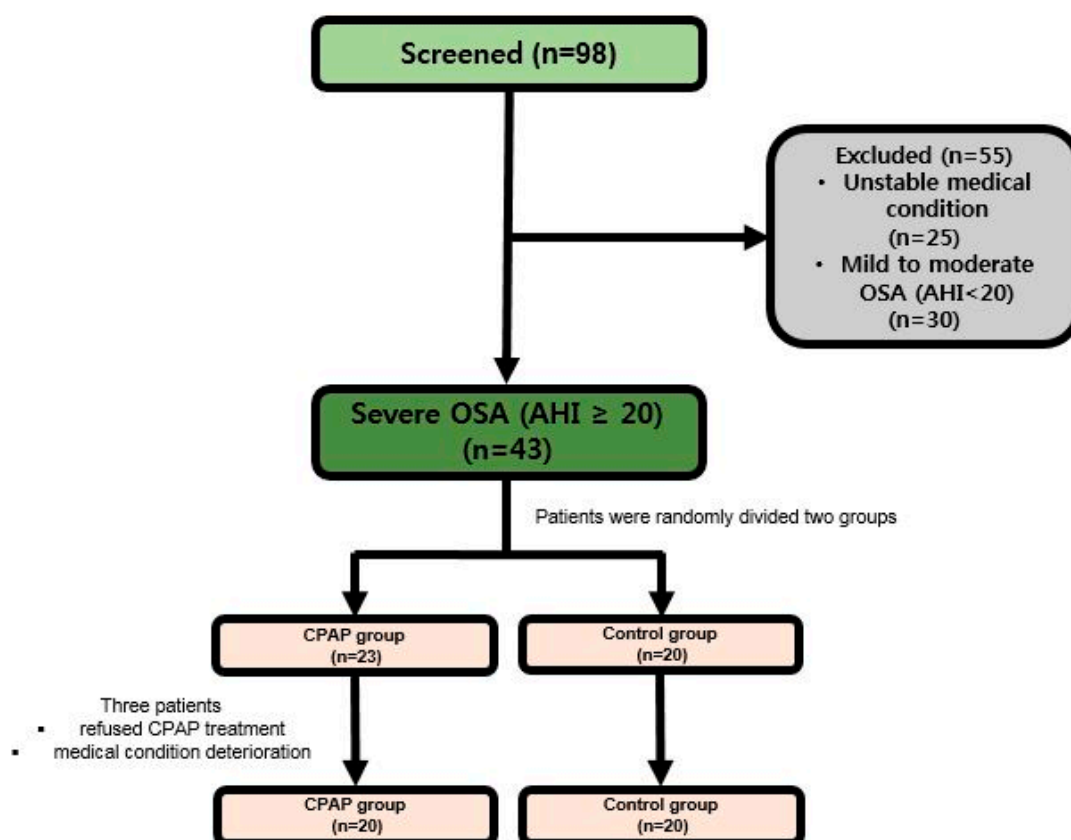 Screened (n=98)
Excluded (n=55)
• Unstable medical
condition
(n=25)
• Mild to moderate
OSA (AHI<20)
(n=30)
Severe OSA (AHI ≥ 20)
(n=43)
Patients were randomly divided two groups
CPAP group
(n=23)
Control group
(n=20)
Three patients
▪ refused CPAP treatment
▪ medical condition deterioration
CPAP group
(n=20)
Control group
(n=20)